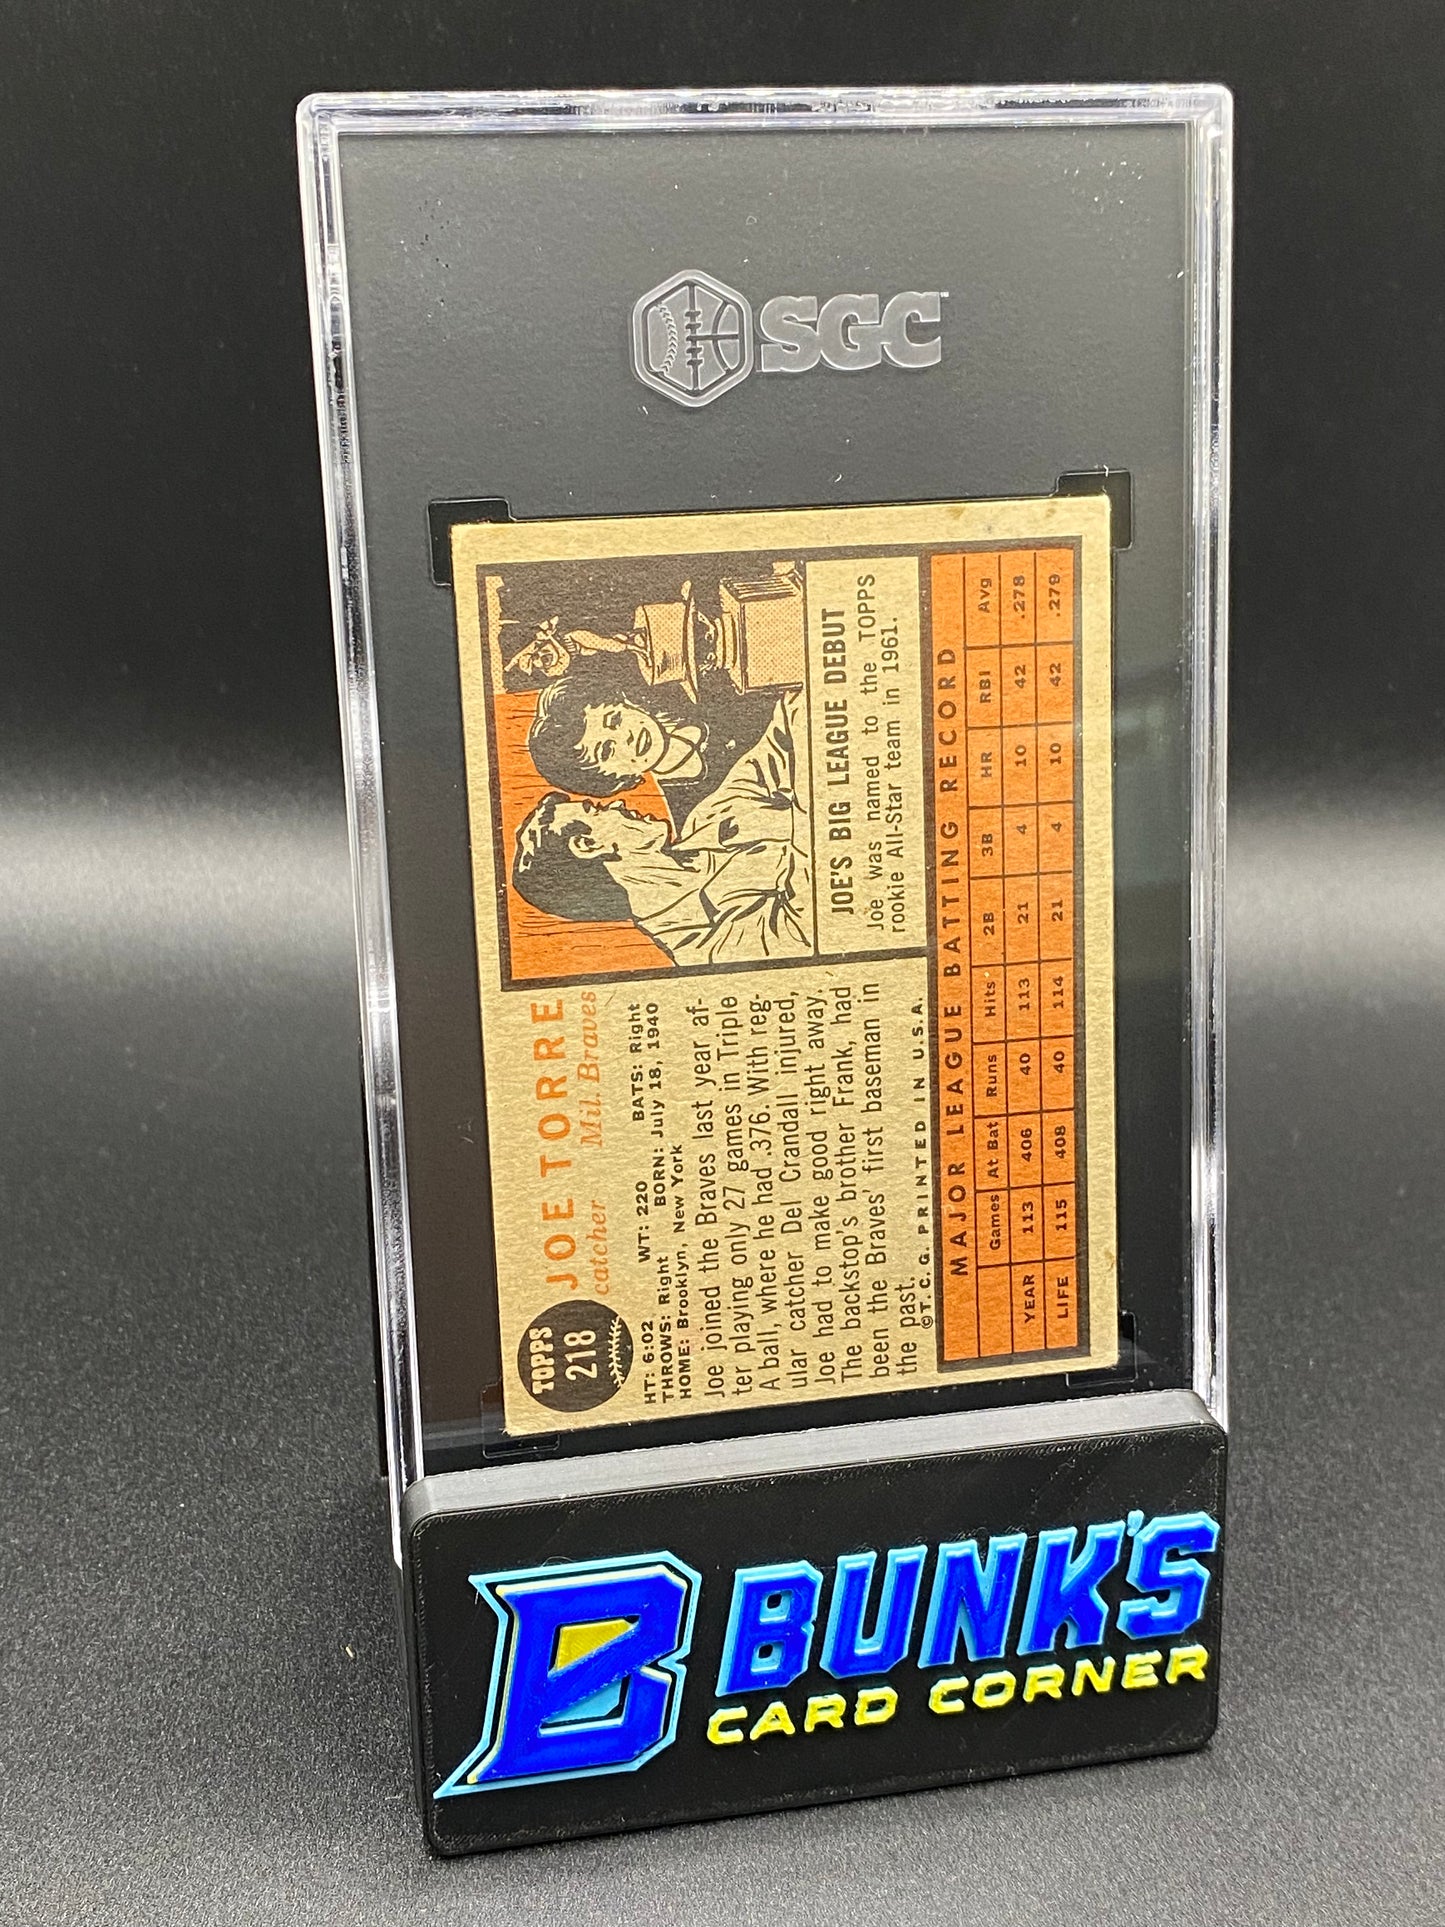 SGC
TOPPS
218
JOE TORRE
catcher Mil. Braves
HT: 6:02 WT: 220 BATS: Right
THROWS: Right BORN: July 18, 1940
HOME: Brooklyn, New York
Joe joined the Braves last year af-
ter playing only 27 games in Triple
A ball, where he had .376. With reg-
ular catcher Del Crandall injured,
Joe had to make good right away.
The backstop's brother Frank, had
been the Braves' first baseman in
the past.
©T.C.G. PRINTED IN U.S.A.
JOE'S BIG LEAGUE DEBUT
Joe was named to the TOPPS
rookie All-Star team in 1961.
MAJOR LEAGUE BATTING RECORD
Games At Bat Runs Hits 2B 3B HR RBI Avg
YEAR 113 406 40 113 21 4 10 42 .278
LIFE 115 408 40 114 21 4 10 42 .279
B BUNK'S
CARD CORNER